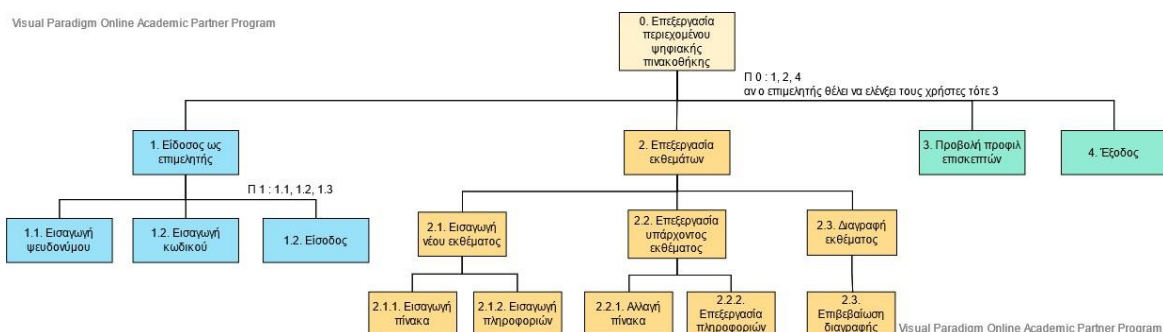 Visual Paradigm Online Academic Partner Program
0. Επεξεργασία
περιεχομένου
ψηφιακής
πινακοθήκης
Π 0 : 1, 2, 4
αν ο επιμελητής θέλει να ελένξει τους χρήστες τότε 3
1. Είδοσος ως
επιμελητής
2. Επεξεργασία
εκθεμάτων
3. Προβολή προφιλ
επισκεπτών
4. Έξοδος
Π 1 : 1.1, 1.2, 1.3
1.1. Εισαγωγή
ψευδονύμου
1.2. Εισαγωγή
κωδικού
1.2. Είσοδος
2.1. Εισαγωγή
νέου εκθέματος
2.2. Επεξεργασία
υπάρχοντος
εκθέματος
2.3. Διαγραφή
εκθέματος
2.1.1. Εισαγωγή
πίνακα
2.1.2. Εισαγωγή
πληροφοριών
2.2.1. Αλλαγή
πίνακα
2.2.2.
Επεξεργασία
πληροφοριών
2.3.
Επιβεβαίωση
διαγραφής
Visual Paradigm Online Academic Partner Program